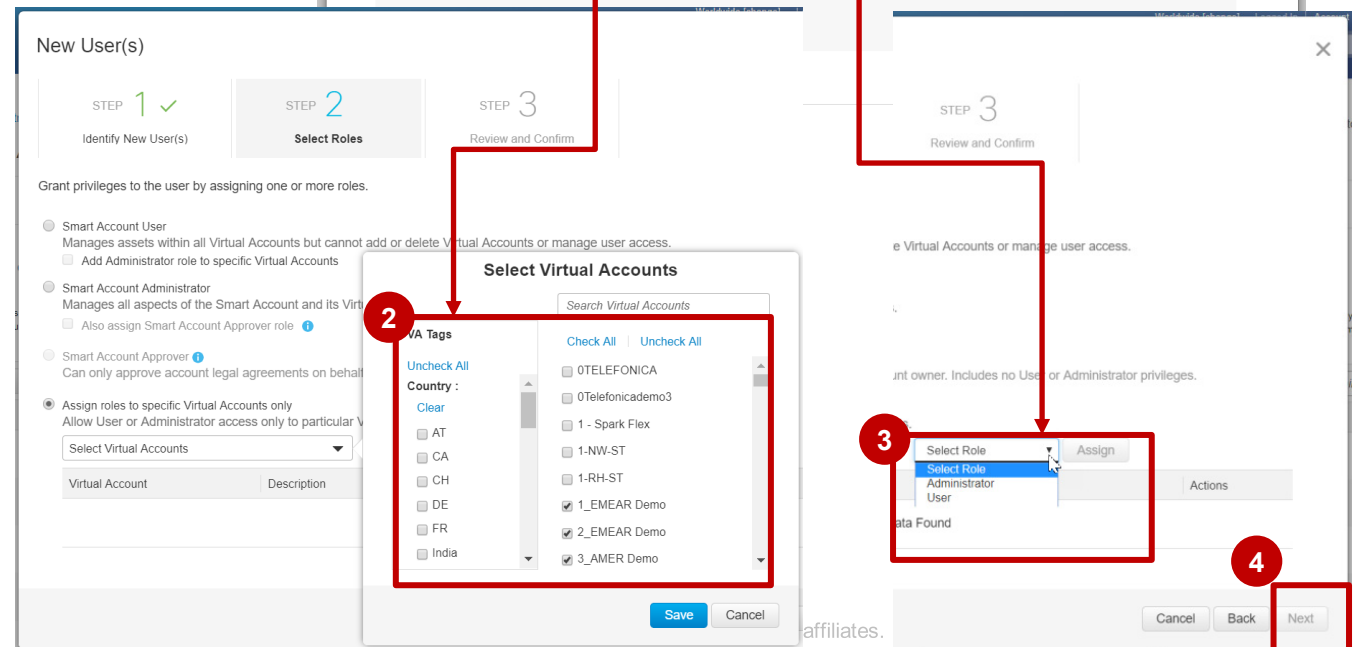 Worldwide [change]
New User(s)
STEP 1
Identify New User(s)
STEP 2
Select Roles
STEP 3
Review and Confirm
Grant privileges to the user by assigning one or more roles.
Smart Account User
Manages assets within all Virtual Accounts but cannot add or delete Virtual Accounts or manage user access.
Add Administrator role to specific Virtual Accounts
Smart Account Administrator
Manages all aspects of the Smart Account and its Virt
Also assign Smart Account Approver role
Smart Account Approver
Can only approve account legal agreements on behalf
Assign roles to specific Virtual Accounts only
Allow User or Administrator access only to particular V
Select Virtual Accounts
Virtual Account Description
2
Select Virtual Accounts
Search Virtual Accounts
VA Tags
Uncheck All
Country :
Clear
AT
CA
CH
DE
FR
India
Check All | Uncheck All
0TELEFONICA
0Telefonicademo3
1 - Spark Flex
1-NW-ST
1-RH-ST
1_EMEAR Demo
2_EMEAR Demo
3_AMER Demo
Save Cancel
affiliates.
STEP 3
Review and Confirm
e Virtual Accounts or manage user access.
unt owner. Includes no User or Administrator privileges.
3
Select Role
Assign
Select Role
Administrator
User
Actions
ata Found
4
Cancel Back Next